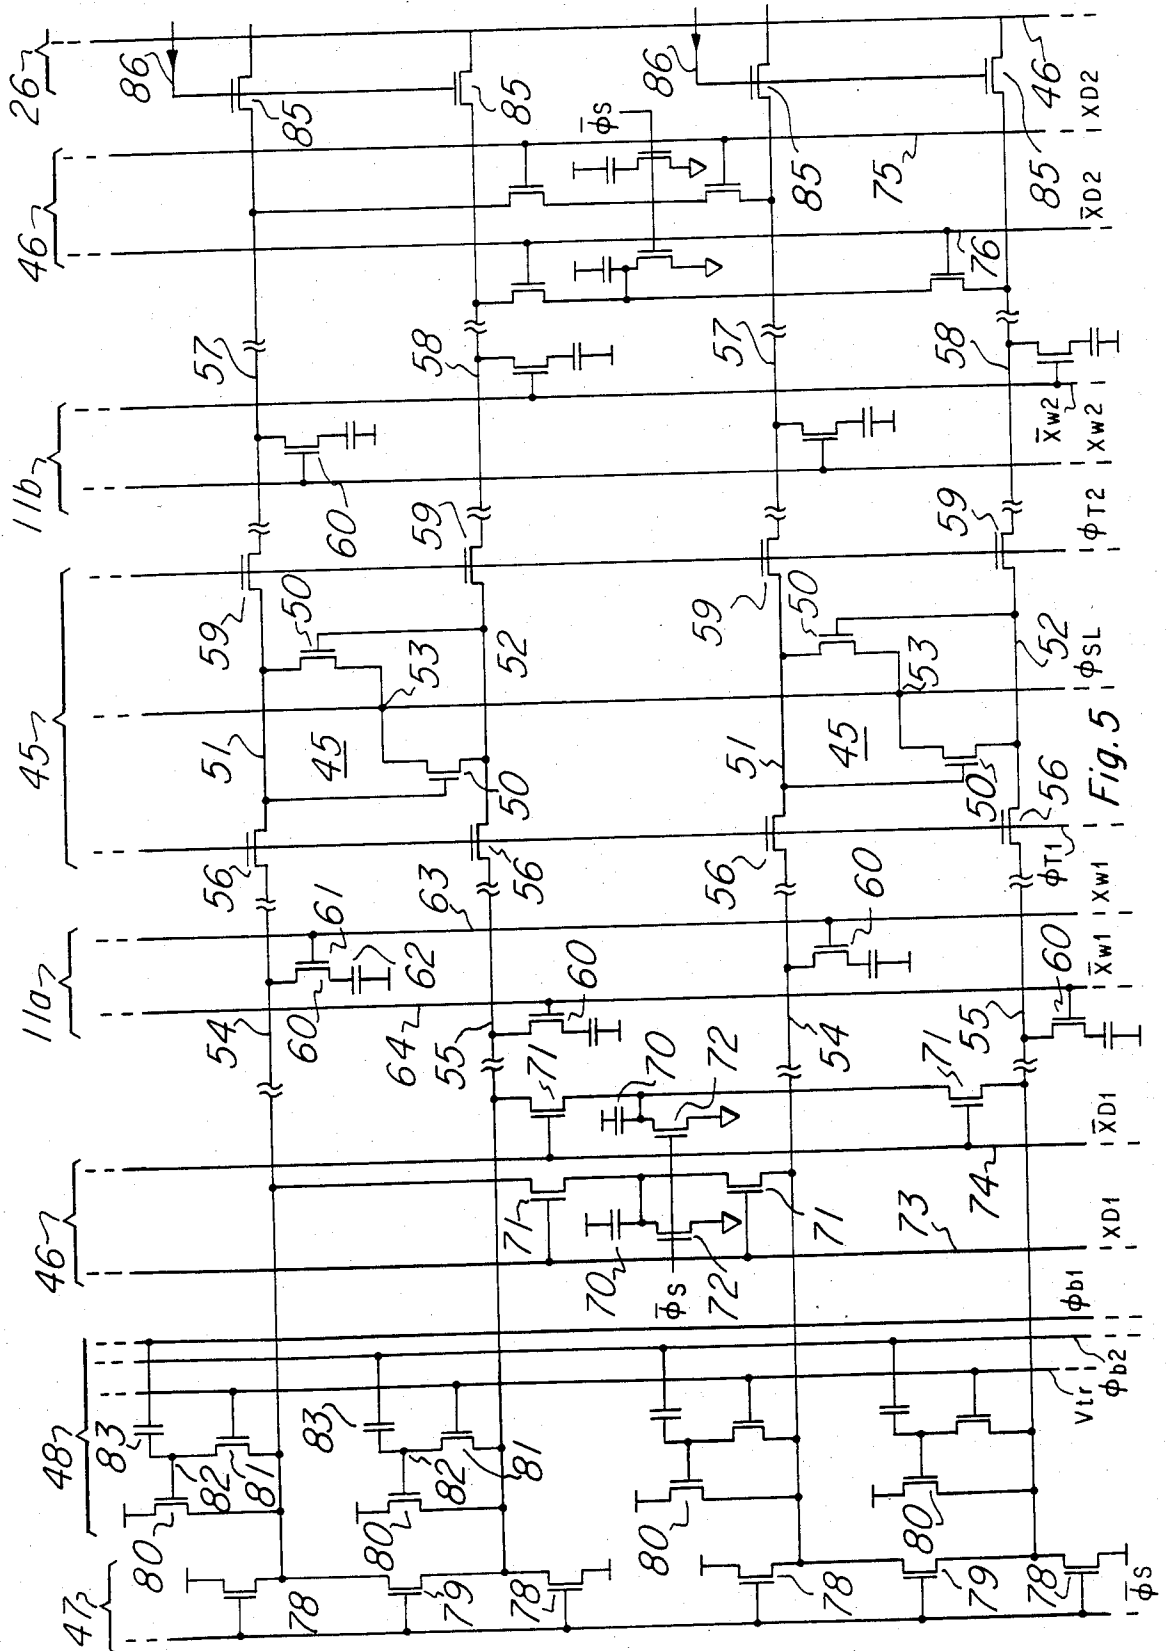 47 48 46 11a 45 11b 46 26
83 86
80 82 81 54 57 85
78 56 51 59
60 61 50
62 60
83 71 64 63 45 53
79 80 82 70 70 58 85
81 φ̄S 72 55 60 56 50 52 59 φ̄S
78 72 71
71
73
80 54 56 51 59 57 86
78 60 50 85
79 80 74 71 45 53 75
78 55 60 50 52 59 58 76 85
56 46
φ̄S Vtr φb2 φb1 XD1 X̄D1 X̄w1 Xw1 φT1 Fig. 5 φSL φT2 Xw2 X̄w2 X̄D2 XD2